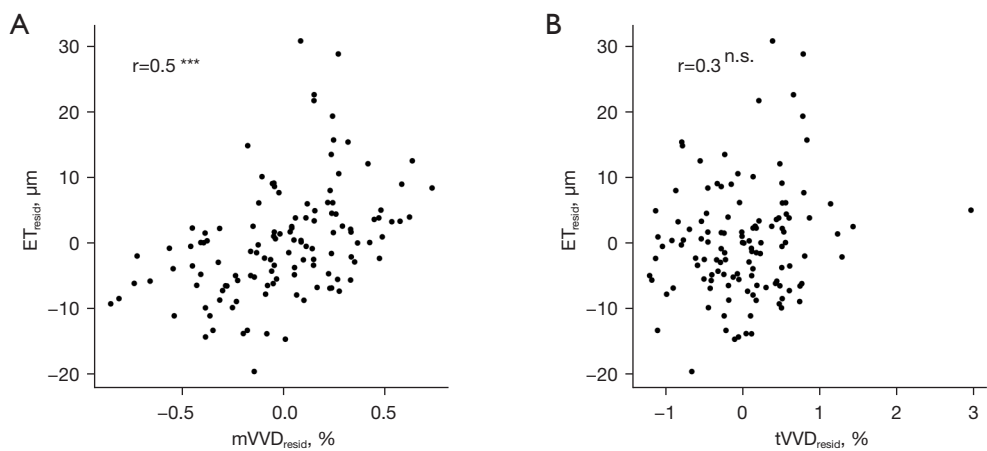 A
B
r=0.5 ***
r=0.3 n.s.
30
20
10
0
−10
−20
ETresid, μm
−0.5 0.0 0.5
mVVDresid, %
30
20
10
0
−10
−20
ETresid, μm
−1 0 1 2 3
tVVDresid, %